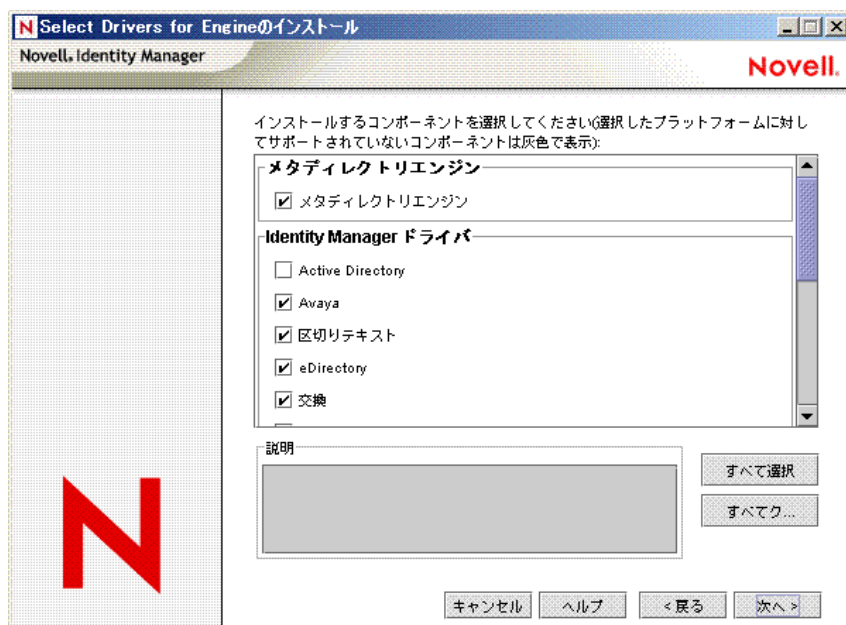 Select Drivers for Engineのインストール
Novell. Identity Manager
Novell.
インストールするコンポーネントを選択してください(選択したプラットフォームに対し
てサポートされていないコンポーネントは灰色で表示):
メタディレクトリエンジン
メタディレクトリエンジン
Identity Manager ドライバ
Active Directory
Avaya
区切りテキスト
eDirectory
交換
説明
すべて選択
すべてク...
キャンセル
ヘルプ
< 戻る
次へ >